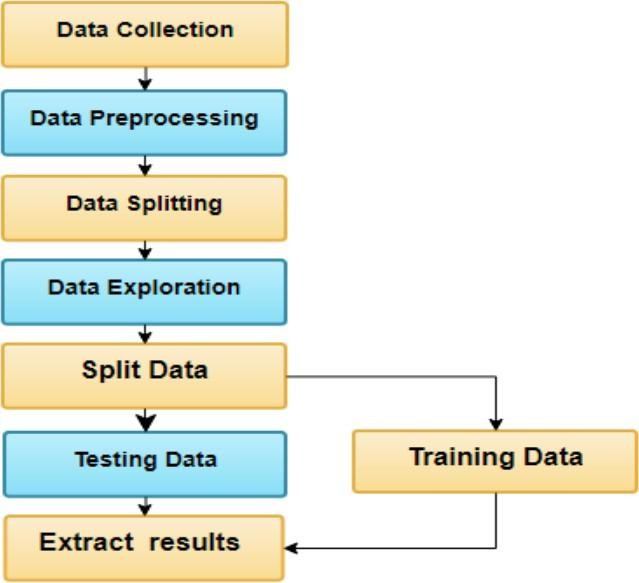 Data Collection
Data Preprocessing
Data Splitting
Data Exploration
Split Data
Testing Data
Training Data
Extract results